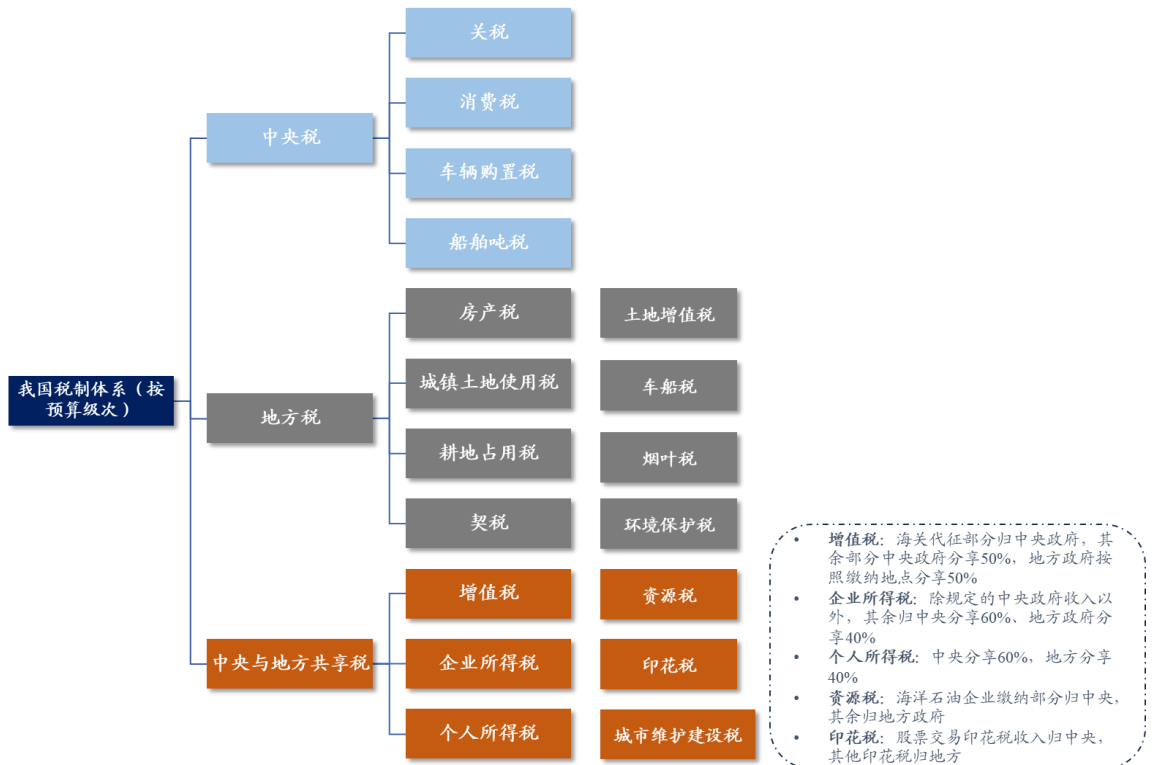 关税
消费税
中央税
车辆购置税
船舶吨税
房产税
土地增值税
我国税制体系（按
预算级次）
城镇土地使用税
车船税
地方税
耕地占用税
烟叶税
契税
环境保护税
增值税
资源税
中央与地方共享税
企业所得税
印花税
个人所得税
城市维护建设税
• 增值税：海关代征部分归中央政府，其
余部分中央政府分享50%，地方政府按
照缴纳地点分享50%
• 企业所得税：除规定的中央政府收入以
外，其余归中央分享60%、地方政府分
享40%
• 个人所得税：中央分享60%，地方分享
40%
• 资源税：海洋石油企业缴纳部分归中央，
其余归地方政府
• 印花税：股票交易印花税收入归中央，
其他印花税归地方